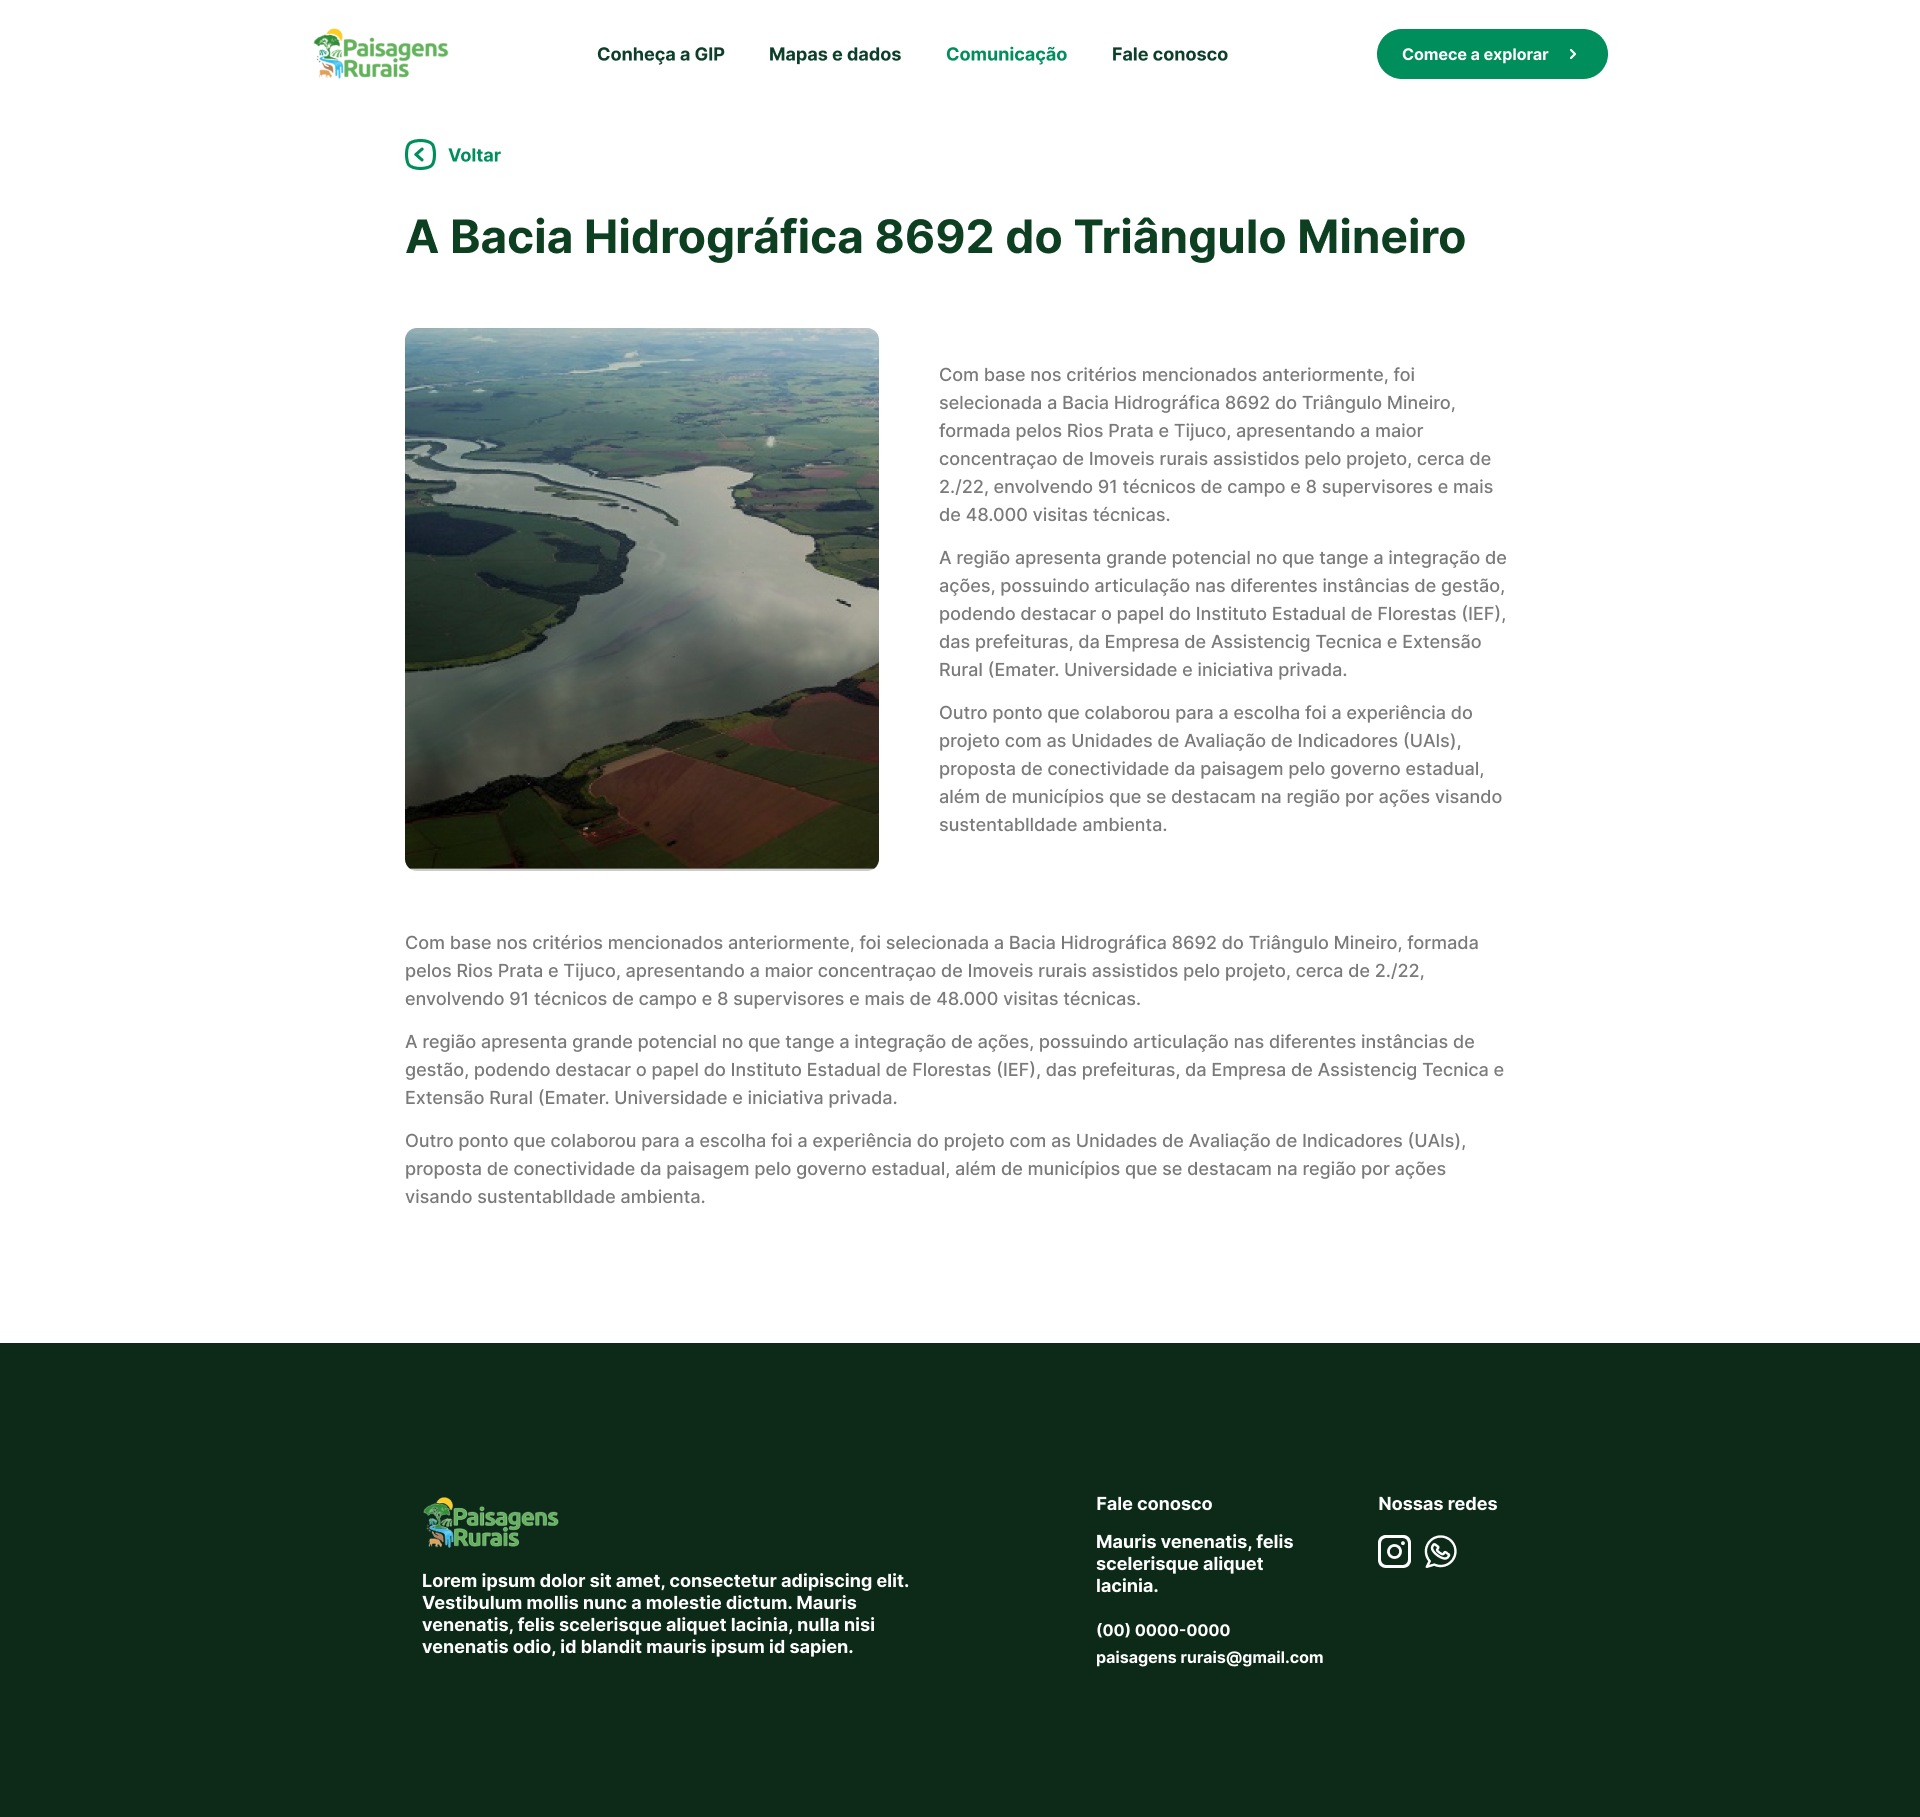 Paisagens
Rurais
Conheça a GIP
Mapas e dados
Comunicação
Fale conosco
Comece a explorar
Voltar
A Bacia Hidrográfica 8692 do Triângulo Mineiro
Com base nos critérios mencionados anteriormente, foi
selecionada a Bacia Hidrográfica 8692 do Triângulo Mineiro,
formada pelos Rios Prata e Tijuco, apresentando a maior
concentraçao de Imoveis rurais assistidos pelo projeto, cerca de
2./22, envolvendo 91 técnicos de campo e 8 supervisores e mais
de 48.000 visitas técnicas.
A região apresenta grande potencial no que tange a integração de
ações, possuindo articulação nas diferentes instâncias de gestão,
podendo destacar o papel do Instituto Estadual de Florestas (IEF),
das prefeituras, da Empresa de Assistencig Tecnica e Extensão
Rural (Emater. Universidade e iniciativa privada.
Outro ponto que colaborou para a escolha foi a experiência do
projeto com as Unidades de Avaliação de Indicadores (UAls),
proposta de conectividade da paisagem pelo governo estadual,
além de municípios que se destacam na região por ações visando
sustentablldade ambienta.
Com base nos critérios mencionados anteriormente, foi selecionada a Bacia Hidrográfica 8692 do Triângulo Mineiro, formada
pelos Rios Prata e Tijuco, apresentando a maior concentraçao de Imoveis rurais assistidos pelo projeto, cerca de 2./22,
envolvendo 91 técnicos de campo e 8 supervisores e mais de 48.000 visitas técnicas.
A região apresenta grande potencial no que tange a integração de ações, possuindo articulação nas diferentes instâncias de
gestão, podendo destacar o papel do Instituto Estadual de Florestas (IEF), das prefeituras, da Empresa de Assistencig Tecnica e
Extensão Rural (Emater. Universidade e iniciativa privada.
Outro ponto que colaborou para a escolha foi a experiência do projeto com as Unidades de Avaliação de Indicadores (UAls),
proposta de conectividade da paisagem pelo governo estadual, além de municípios que se destacam na região por ações
visando sustentablldade ambienta.
Paisagens
Rurais
Lorem ipsum dolor sit amet, consectetur adipiscing elit.
Vestibulum mollis nunc a molestie dictum. Mauris
venenatis, felis scelerisque aliquet lacinia, nulla nisi
venenatis odio, id blandit mauris ipsum id sapien.
Fale conosco
Mauris venenatis, felis
scelerisque aliquet
lacinia.
(00) 0000-0000
paisagens rurais@gmail.com
Nossas redes